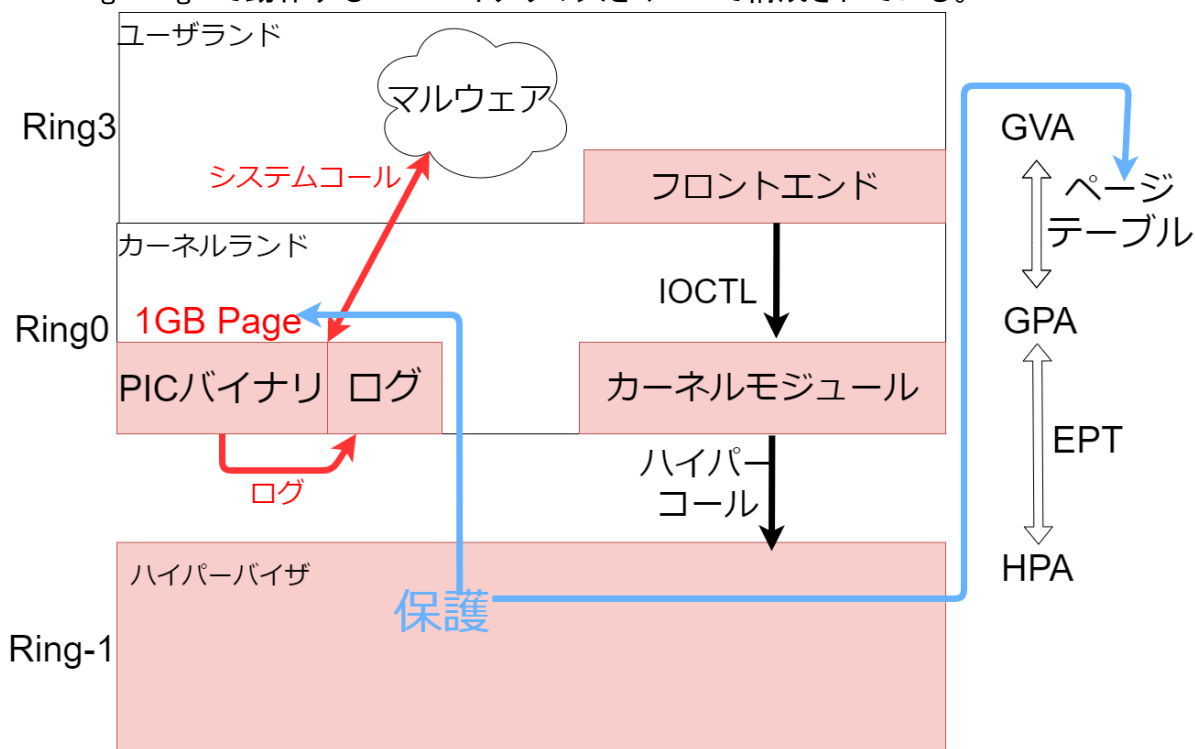 ユーザランド
マルウェア
Ring3
システムコール
フロントエンド
GVA
ページ
テーブル
カーネルランド
IOCTL
Ring0
1GB Page
GPA
PICバイナリ
ログ
カーネルモジュール
ハイパー
コール
EPT
ログ
ハイパーバイザ
HPA
保護
Ring-1